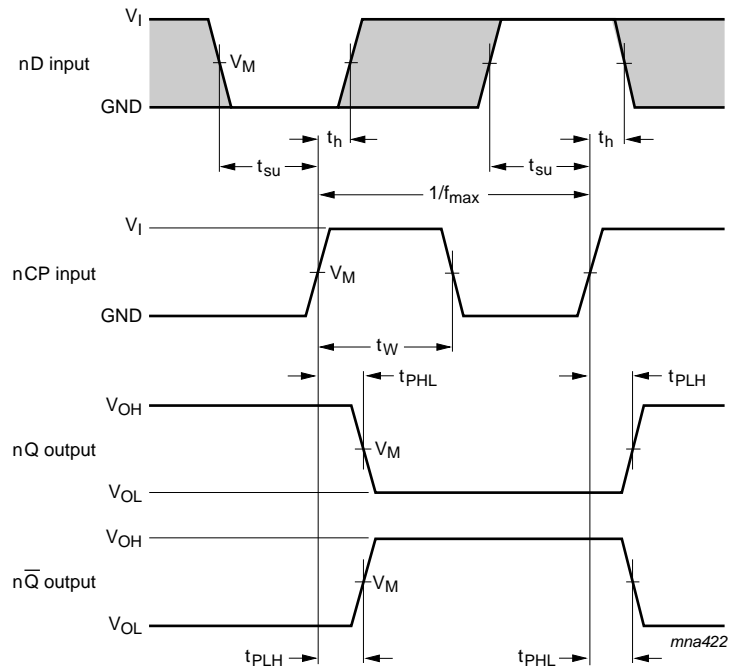 V_I
nD input
V_M
GND
t_h
t_h
t_su
t_su
1/f_max
V_I
nCP input
V_M
GND
t_W
t_PHL
t_PLH
V_OH
nQ output
V_M
V_OL
V_OH
nQ̅ output
V_M
V_OL
mna422
t_PLH
t_PHL